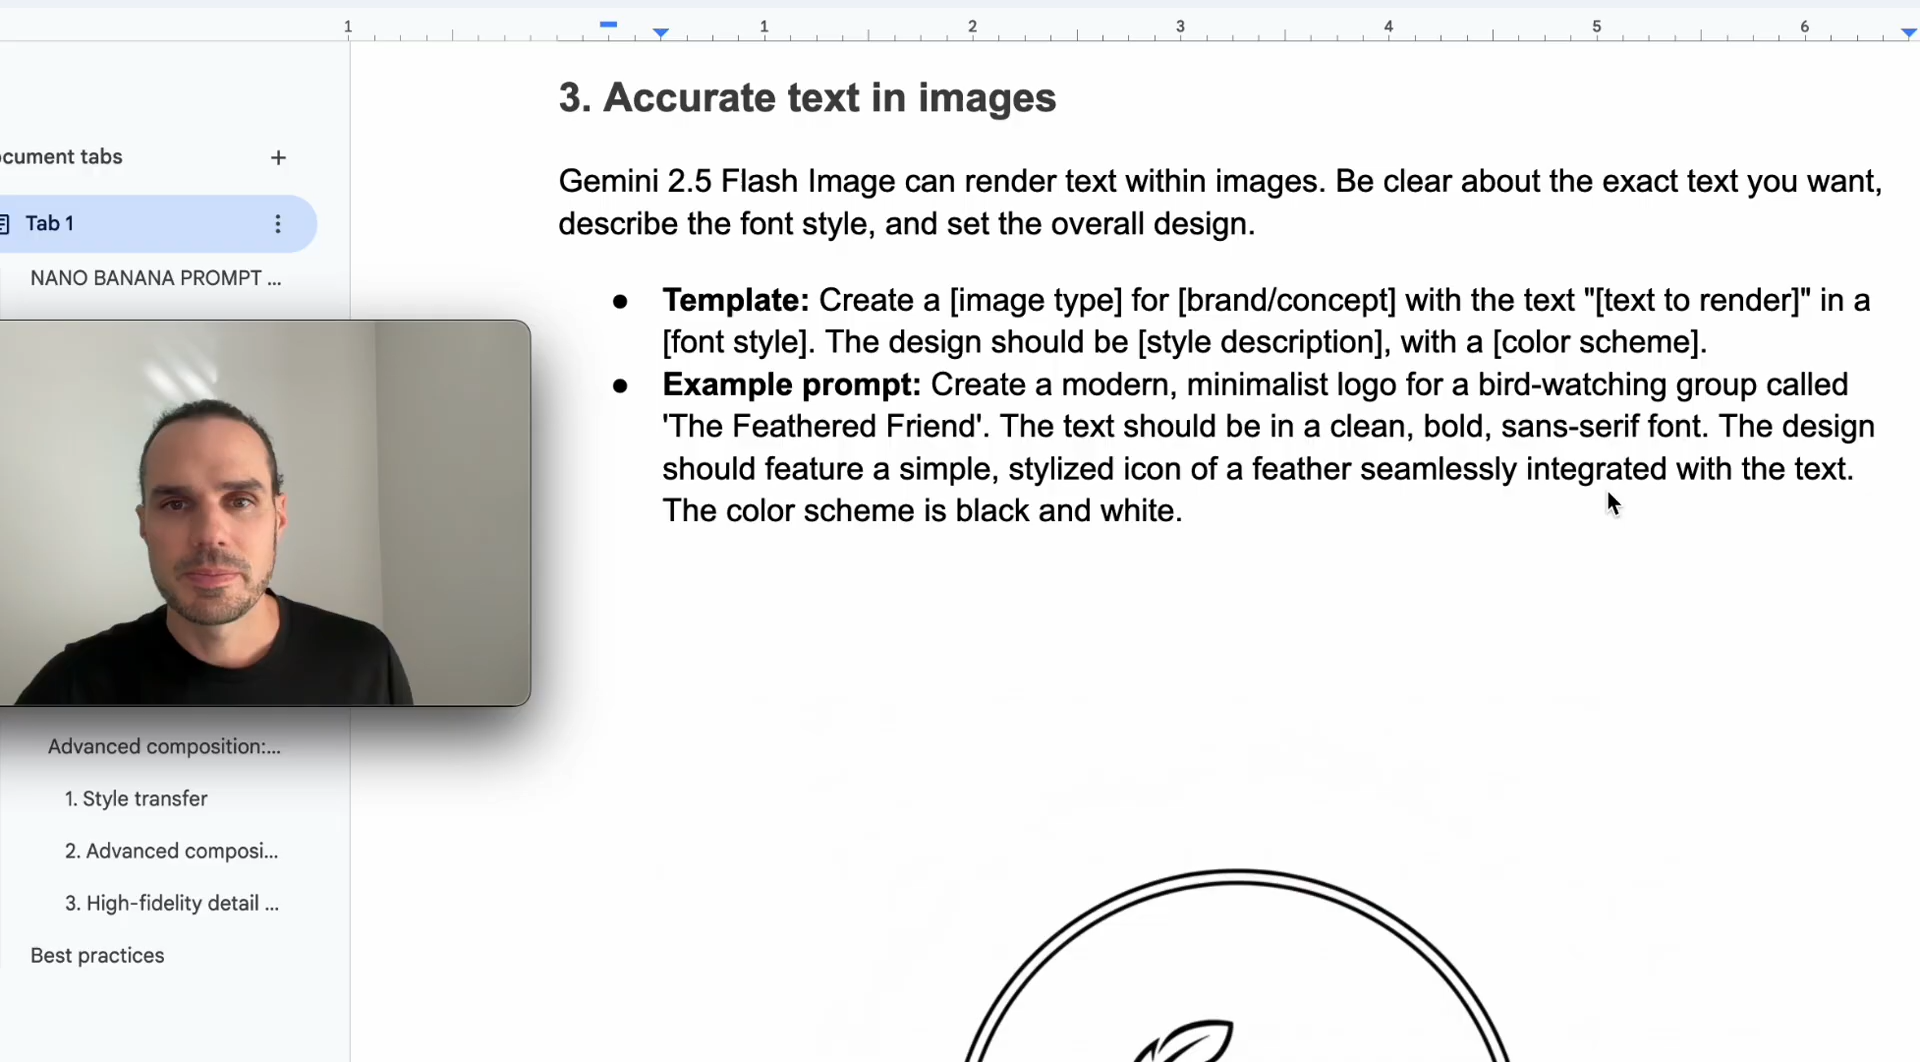 1 1 2 3 4 5 6
3. Accurate text in images
Gemini 2.5 Flash Image can render text within images. Be clear about the exact text you want,
describe the font style, and set the overall design.
● Template: Create a [image type] for [brand/concept] with the text "[text to render]" in a
[font style]. The design should be [style description], with a [color scheme].
● Example prompt: Create a modern, minimalist logo for a bird-watching group called
'The Feathered Friend'. The text should be in a clean, bold, sans-serif font. The design
should feature a simple, stylized icon of a feather seamlessly integrated with the text.
The color scheme is black and white.
ocument tabs
Tab 1
NANO BANANA PROMPT ...
Advanced composition:...
1. Style transfer
2. Advanced composi...
3. High-fidelity detail ...
Best practices